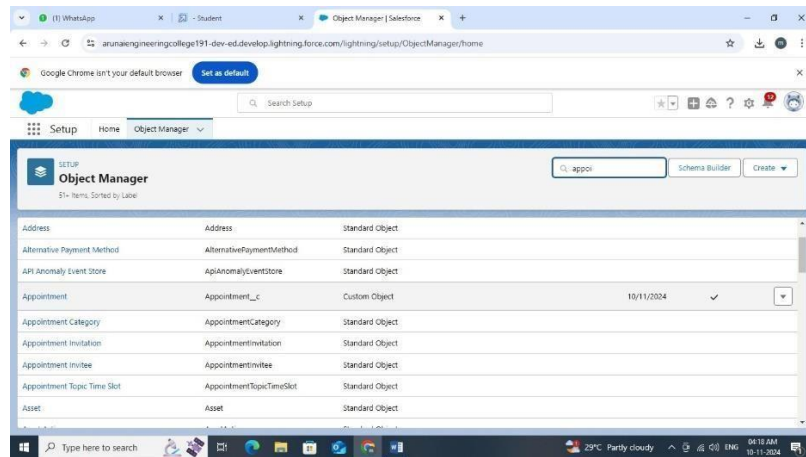 (1) WhatsApp
- Student
Object Manager | Salesforce
arunaiengineeringcollege191-dev-ed.develop.lightning.force.com/lightning/setup/ObjectManager/home
Google Chrome isn't your default browser Set as default
Search Setup
12
Setup Home Object Manager
SETUP
Object Manager
51+ Items, Sorted by Label
appoi
Schema Builder
Create
Address Address Standard Object
Alternative Payment Method AlternativePaymentMethod Standard Object
API Anomaly Event Store ApiAnomalyEventStore Standard Object
Appointment Appointment__c Custom Object 10/11/2024
Appointment Category AppointmentCategory Standard Object
Appointment Invitation AppointmentInvitation Standard Object
Appointment Invitee AppointmentInvitee Standard Object
Appointment Topic Time Slot AppointmentTopicTimeSlot Standard Object
Asset Asset Standard Object
Type here to search
29°C Partly cloudy
ENG
04:18 AM
10-11-2024